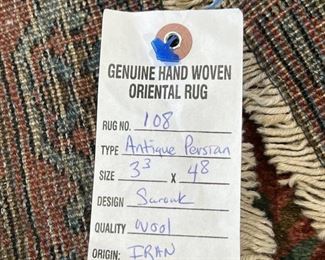 GENUINE HAND WOVEN
ORIENTAL RUG
RUG NO. 108
TYPE Antique Persian
SIZE 3³ X 48
DESIGN Sarouk
QUALITY Wool
ORIGIN: IRAN